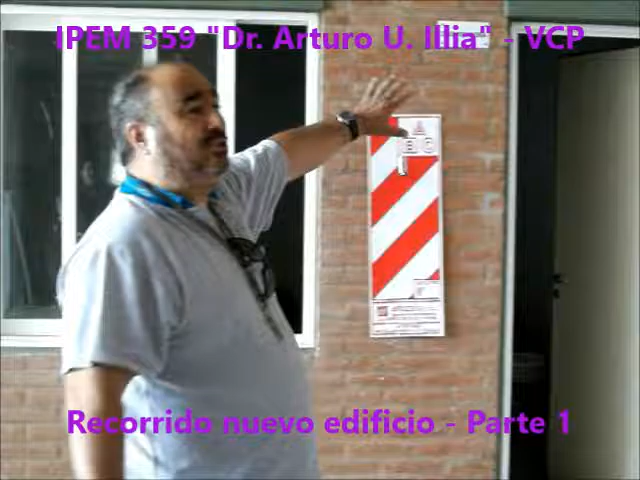 IPEM 359 "Dr. Arturo U. Illia" - VCP
A
B C
Recorrido nuevo edificio - Parte 1